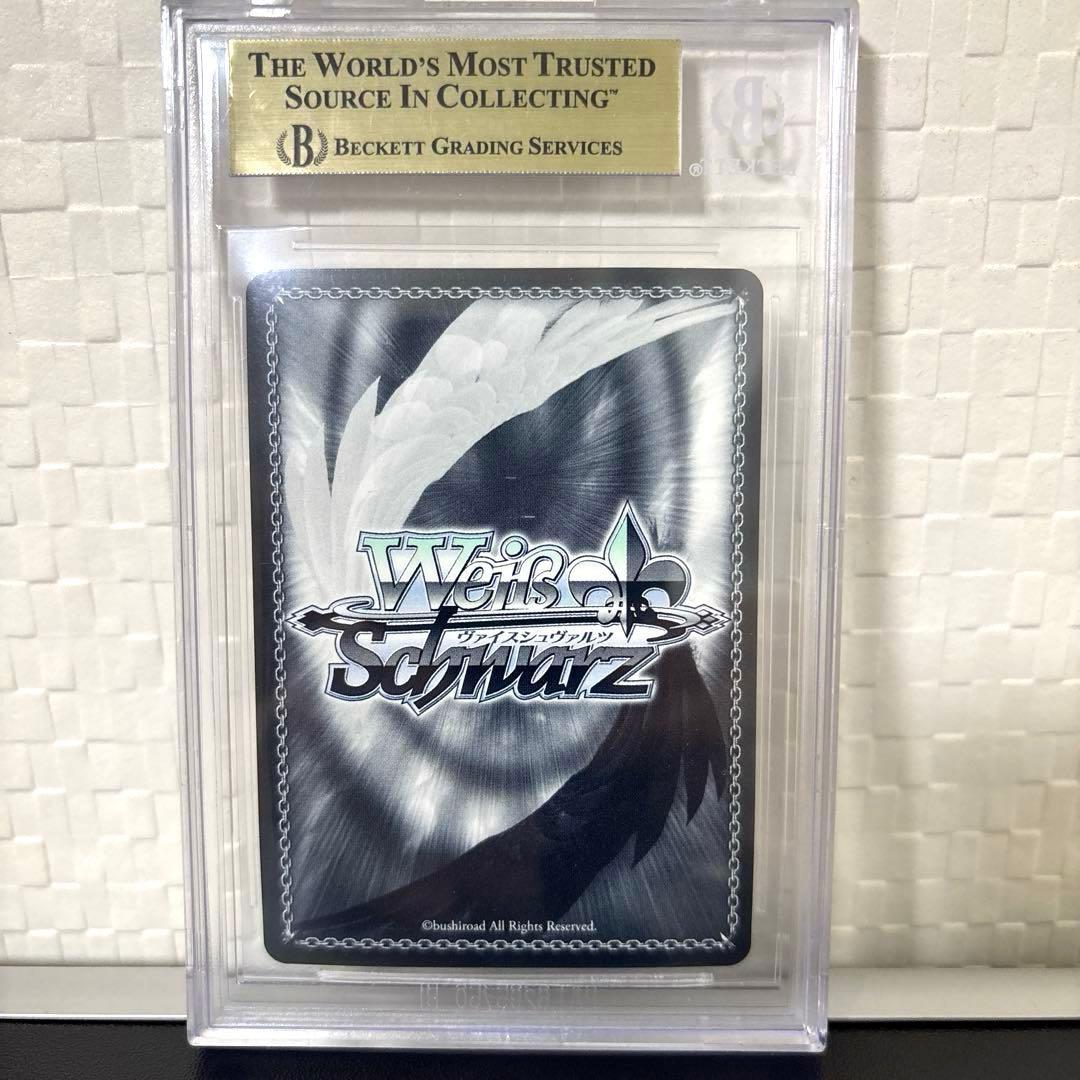 THE WORLD'S MOST TRUSTED
SOURCE IN COLLECTING™
B BECKETT GRADING SERVICES
Weiß
ヴァイスシュヴァルツ
Schwarz
©bushiroad All Rights Reserved.